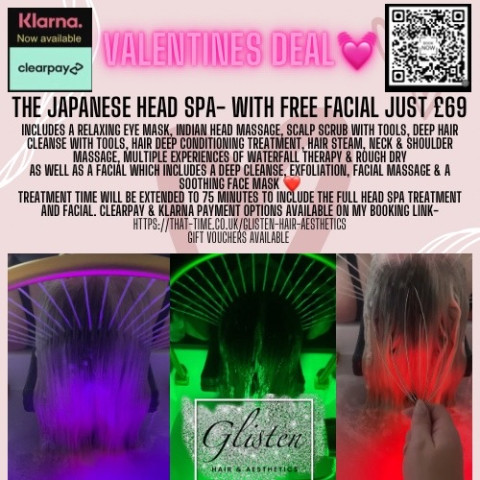 Klarna.
Now available
clearpay
VALENTINES DEAL
BOOK
NOW
THE JAPANESE HEAD SPA- WITH FREE FACIAL JUST £69
INCLUDES A RELAXING EYE MASK, INDIAN HEAD MASSAGE, SCALP SCRUB WITH TOOLS, DEEP HAIR
CLEANSE WITH TOOLS, HAIR DEEP CONDITIONING TREATMENT, HAIR STEAM, NECK & SHOULDER
MASSAGE, MULTIPLE EXPERIENCES OF WATERFALL THERAPY & ROUGH DRY
AS WELL AS A FACIAL WHICH INCLUDES A DEEP CLEANSE, EXFOLIATION, FACIAL MASSAGE & A
SOOTHING FACE MASK
TREATMENT TIME WILL BE EXTENDED TO 75 MINUTES TO INCLUDE THE FULL HEAD SPA TREATMENT
AND FACIAL. CLEARPAY & KLARNA PAYMENT OPTIONS AVAILABLE ON MY BOOKING LINK-
HTTPS://THAT-TIME.CO.UK/GLISTEN-HAIR-AESTHETICS
GIFT VOUCHERS AVAILABLE
Glisten
HAIR & AESTHETICS